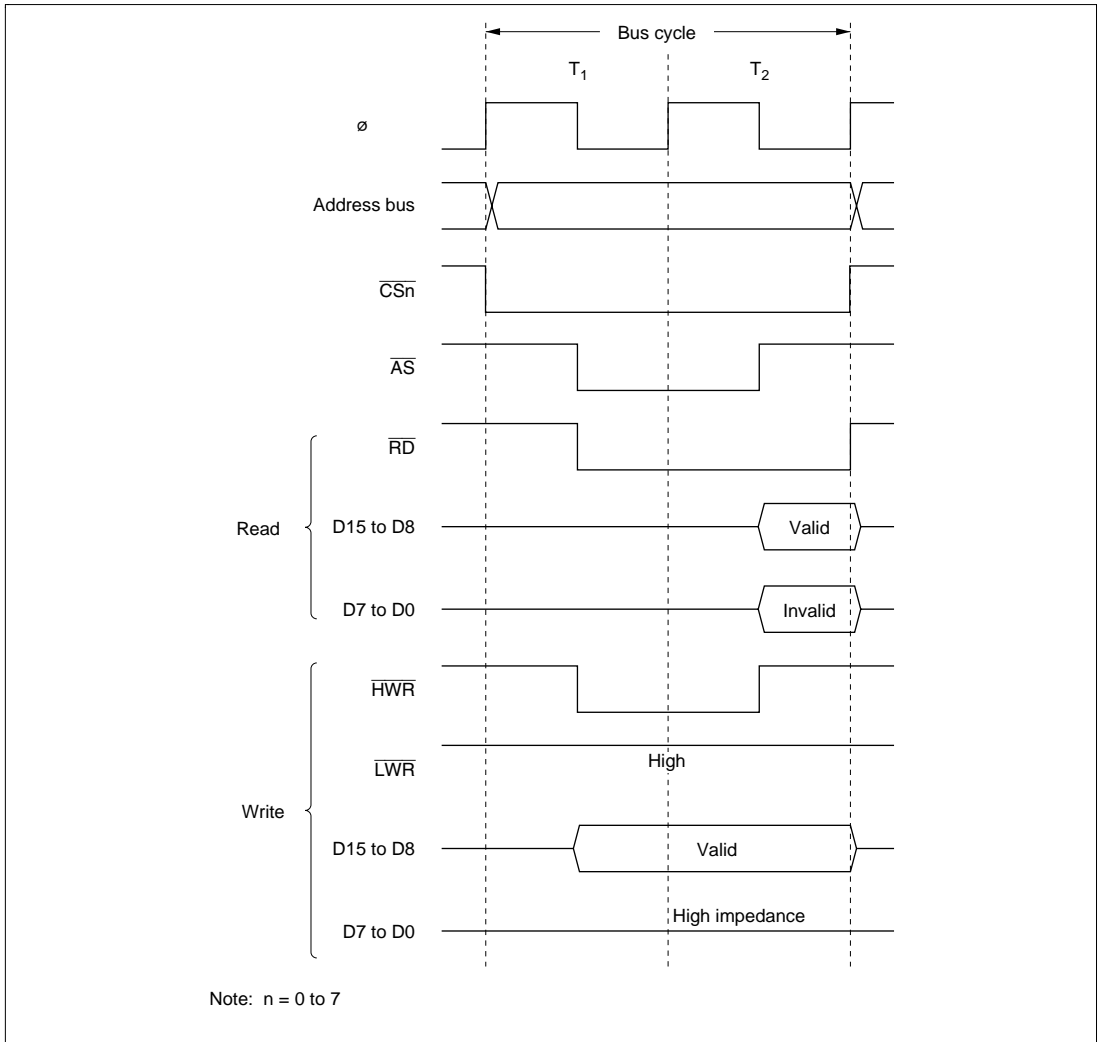 Bus cycle
T1 T2
ø
Address bus
CSn
AS
RD
Read
D15 to D8 Valid
D7 to D0 Invalid
HWR
LWR High
Write
D15 to D8 Valid
D7 to D0 High impedance
Note: n = 0 to 7